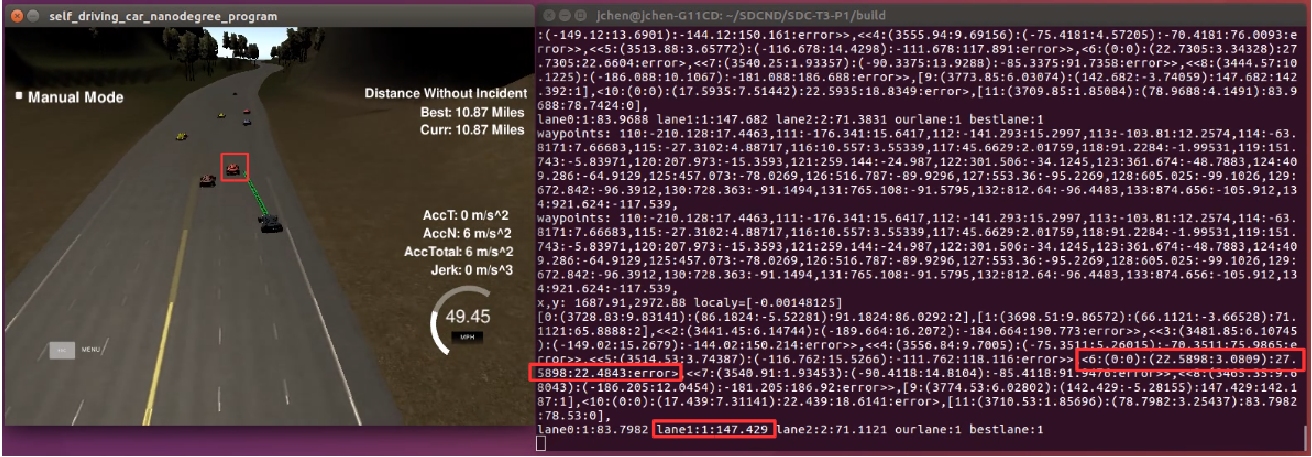 self_driving_car_nanodegree_program
Manual Mode
Distance Without Incident
Best: 10.87 Miles
Curr: 10.87 Miles
AccT: 0 m/s^2
AccN: 6 m/s^2
AccTotal: 6 m/s^2
Jerk: 0 m/s^3
49.45
MENU
jchen@jchen-G11CD: ~/SDCND/SDC-T3-P1/build
:(-149.12:13.6901):-144.12:150.161:error>>,<<4:(3555.94:9.69156):(-75.4181:4.57205):-70.4181:76.0093:e
rror>>,<<5:(3513.88:3.65772):(-116.678:14.4298):-111.678:117.891:error>>,<6:(0:0):(22.7305:3.34328):27
.7305:22.6604:error>,<<7:(3540.25:1.93357):(-90.3375:13.9288):-85.3375:91.7358:error>>,<<8:(3444.57:10
.1225):(-186.088:10.1067):-181.088:186.688:error>>,[9:(3773.85:6.03074):(142.682:-3.74059):147.682:142
.392:1],<10:(0:0):(17.5935:7.51442):22.5935:18.8349:error>,[11:(3709.85:1.85084):(78.9688:4.1491):83.9
688:78.7424:0],
lane0:1:83.9688 lane1:1:147.682 lane2:2:71.3831 ourlane:1 bestlane:1
waypoints: 110:-210.128:17.4463,111:-176.341:15.6417,112:-141.293:15.2997,113:-103.81:12.2574,114:-63.
8171:7.66683,115:-27.3102:4.88717,116:10.557:3.55339,117:45.6629:2.01759,118:91.2284:-1.99531,119:151.
743:-5.83971,120:207.973:-15.3593,121:259.144:-24.987,122:301.506:-34.1245,123:361.674:-48.7883,124:40
9.286:-64.9129,125:464.073:-78.0269,126:516.787:-89.9296,127:553.36:-95.2268,128:605.025:-99.1026,129:
672.842:-96.3912,130:728.363:-91.1494,131:765.108:-91.5795,132:812.64:-96.4483,133:874.656:-105.912,13
4:921.624:-117.539,
waypoints: 110:-210.128:17.4463,111:-176.341:15.6417,112:-141.293:15.2997,113:-103.81:12.2574,114:-63.
8171:7.66683,115:-27.3102:4.88717,116:10.557:3.55339,117:45.6629:2.01759,118:91.2284:-1.99531,119:151.
743:-5.83971,120:207.973:-15.3593,121:259.144:-24.987,122:301.506:-34.1245,123:361.674:-48.7883,124:40
9.286:-64.9129,125:464.073:-78.0269,126:516.787:-89.9296,127:553.36:-95.2268,128:605.025:-99.1026,129:
672.842:-96.3912,130:728.363:-91.1494,131:765.108:-91.5795,132:812.64:-96.4483,133:874.656:-105.912,13
4:921.624:-117.539,
x,y: 1687.91,2972.88 localy=[-0.00148125]
[0:(3728.83:9.83141):(86.1824:-5.52281):91.1824:86.0292:2],[1:(3698.51:9.86572):(66.1121:-3.66528):71.
1121:65.8888:2],<<2:(3441.45:6.14744):(-189.664:16.2072):-184.664:190.773:error>>,<<3:(3481.85:6.10745
):(-149.02:15.2679):-144.02:150.214:error>>,<<4:(3556.84:9.7005):(-75.3511:5.26015):-70.3511:75.9865:e
rror>>,<<5:(3514.53:3.74387):(-116.762:15.5266):-111.762:118.116:error>>,<6:(0:0):(22.5898:3.0809):27.
5898:22.4843:error>,<<7:(3540.91:1.93453):(-90.4118:14.8104):-85.4118:91.9470:error>>
8043):(-186.205:12.0454):-181.205:186.92:error>>,[9:(3774.53:6.02802):(142.429:-5.28155):147.429:142.1
87:1],<10:(0:0):(17.439:7.31141):22.439:18.6141:error>,[11:(3710.53:1.85696):(78.7982:3.25437):83.7982
:78.53:0],
lane0:1:83.7982 lane1:1:147.429 lane2:2:71.1121 ourlane:1 bestlane:1